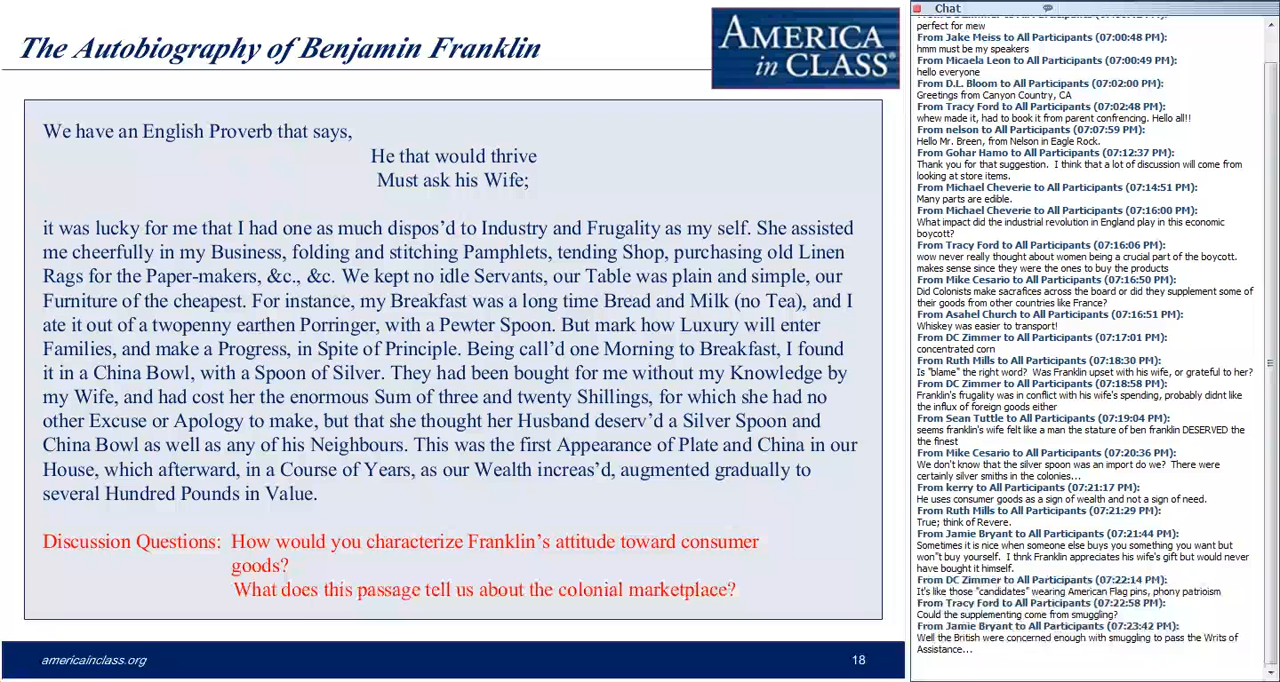 The Autobiography of Benjamin Franklin
AMERICA
in CLASS®
We have an English Proverb that says,
He that would thrive
Must ask his Wife;
it was lucky for me that I had one as much dispos’d to Industry and Frugality as my self. She assisted
me cheerfully in my Business, folding and stitching Pamphlets, tending Shop, purchasing old Linen
Rags for the Paper-makers, &c., &c. We kept no idle Servants, our Table was plain and simple, our
Furniture of the cheapest. For instance, my Breakfast was a long time Bread and Milk (no Tea), and I
ate it out of a twopenny earthen Porringer, with a Pewter Spoon. But mark how Luxury will enter
Families, and make a Progress, in Spite of Principle. Being call’d one Morning to Breakfast, I found
it in a China Bowl, with a Spoon of Silver. They had been bought for me without my Knowledge by
my Wife, and had cost her the enormous Sum of three and twenty Shillings, for which she had no
other Excuse or Apology to make, but that she thought her Husband deserv’d a Silver Spoon and
China Bowl as well as any of his Neighbours. This was the first Appearance of Plate and China in our
House, which afterward, in a Course of Years, as our Wealth increas’d, augmented gradually to
several Hundred Pounds in Value.
Discussion Questions: How would you characterize Franklin’s attitude toward consumer
goods?
What does this passage tell us about the colonial marketplace?
americainclass.org
18
Chat
perfect for mew
From Jake Meiss to All Participants (07:00:48 PM):
hmm must be my speakers
From Micaela Leon to All Participants (07:00:49 PM):
hello everyone
From D.L. Bloom to All Participants (07:02:00 PM):
Greetings from Canyon Country, CA
From Tracy Ford to All Participants (07:02:48 PM):
whew made it, had to book it from parent confrencing. Hello all!!
From nelson to All Participants (07:07:59 PM):
Hello Mr. Breen, from Nelson in Eagle Rock.
From Gohar Hamo to All Participants (07:12:37 PM):
Thank you for that suggestion. I think that a lot of discussion will come from
looking at store items.
From Michael Cheverie to All Participants (07:14:51 PM):
Many parts are edible.
From Michael Cheverie to All Participants (07:16:00 PM):
What impact did the industrial revolution in England play in this economic
boycott?
From Tracy Ford to All Participants (07:16:06 PM):
wow never really thought about women being a crucial part of the boycott.
makes sense since they were the ones to buy the products
From Mike Cesario to All Participants (07:16:50 PM):
Did Colonists make sacrafices across the board or did they supplement some of
their goods from other countries like France?
From Asahel Church to All Participants (07:16:51 PM):
Whiskey was easier to transport!
From DC Zimmer to All Participants (07:17:01 PM):
concentrated corn
From Ruth Mills to All Participants (07:18:30 PM):
Is "blame" the right word? Was Franklin upset with his wife, or grateful to her?
From DC Zimmer to All Participants (07:18:58 PM):
Franklin's frugality was in conflict with his wife's spending, probably didnt like
the influx of foreign goods either
From Sean Tuttle to All Participants (07:19:04 PM):
seems franklin's wife felt like a man the stature of ben franklin DESERVED the
the finest
From Mike Cesario to All Participants (07:20:36 PM):
We don't know that the silver spoon was an import do we? There were
certainly silver smiths in the colonies...
From kerry to All Participants (07:21:17 PM):
He uses consumer goods as a sign of wealth and not a sign of need.
From Ruth Mills to All Participants (07:21:29 PM):
True; think of Revere.
From Jamie Bryant to All Participants (07:21:44 PM):
Sometimes it is nice when someone else buys you something you want but
won"t buy yourself. I thnk Franklin appreciates his wife's gift but would never
have bought it himself.
From DC Zimmer to All Participants (07:22:14 PM):
It's like those "candidates" wearing American Flag pins, phony patrioism
From Tracy Ford to All Participants (07:22:58 PM):
Could the supplementing come from smuggling?
From Jamie Bryant to All Participants (07:23:42 PM):
Well the British were concerned enough with smuggling to pass the Writs of
Assistance...